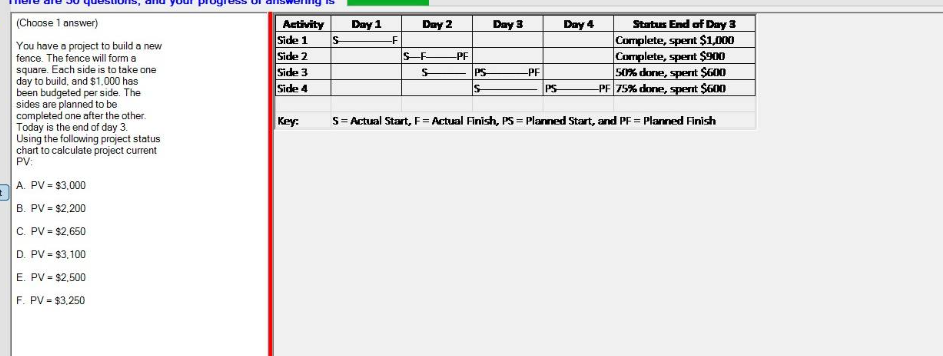 There are 50 questions, and your progress of answering is
(Choose 1 answer)
You have a project to build a new
fence. The fence will form a
square. Each side is to take one
day to build, and $1,000 has
been budgeted per side. The
sides are planned to be
completed one after the other.
Today is the end of day 3.
Using the following project status
chart to calculate project current
PV:
A. PV = $3,000
B. PV = $2,200
C. PV = $2,650
D. PV = $3,100
E. PV = $2,500
F. PV = $3,250
Activity Day 1 Day 2 Day 3 Day 4 Status End of Day 3
Side 1 S F Complete, spent $1,000
Side 2 S F PF Complete, spent $900
Side 3 S PS PF 50% done, spent $600
Side 4 S PS PF 75% done, spent $600
Key: S = Actual Start, F = Actual Finish, PS = Planned Start, and PF = Planned Finish